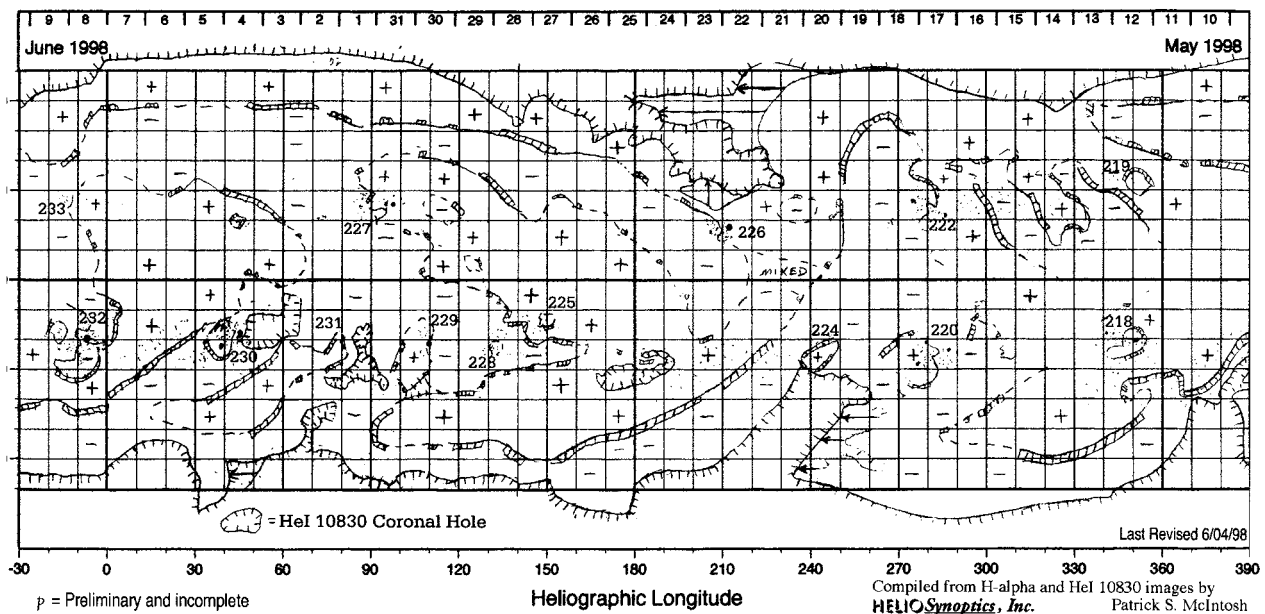 9 8 7 6 5 4 3 2 1 31 30 29 28 27 26 25 24 23 22 21 20 19 18 17 16 15 14 13 12 11 10
June 1998 May 1998
219
233
227
226
222
MIXED
232
230
231
229
225
228
224
220
218
= HeI 10830 Coronal Hole
Last Revised 6/04/98
-30 0 30 60 90 120 150 180 210 240 270 300 330 360 390
p = Preliminary and incomplete
Heliographic Longitude
Compiled from H-alpha and HeI 10830 images by
HELIOSynoptics, Inc. Patrick S. McIntosh